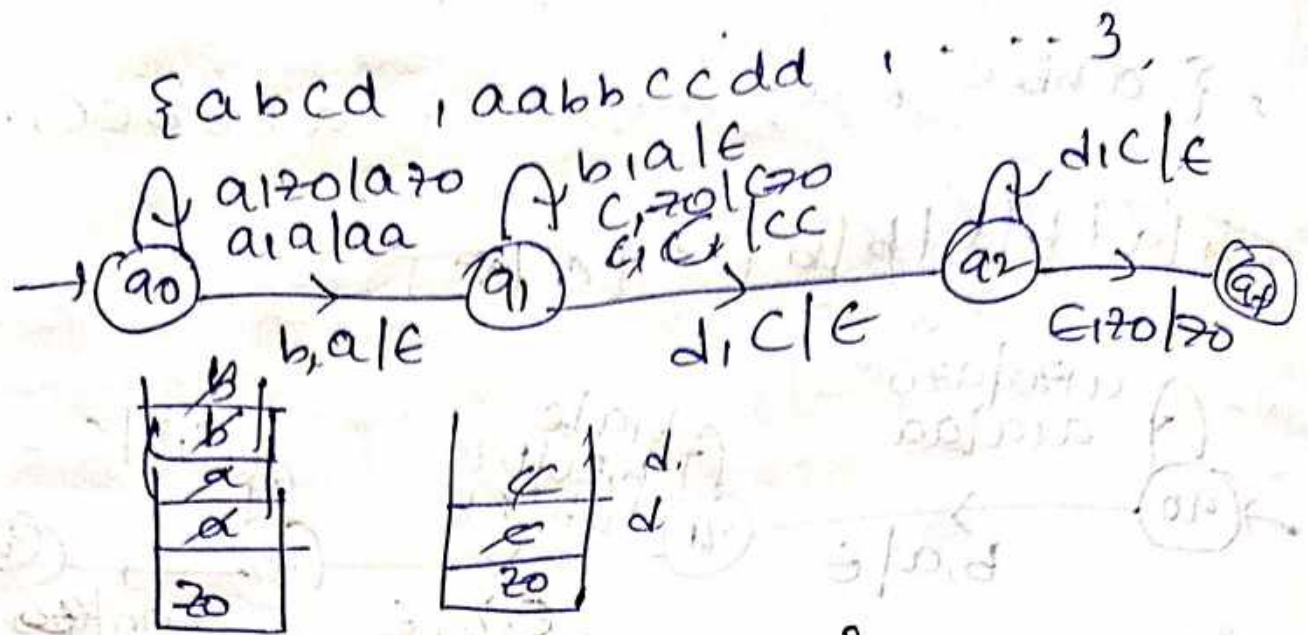 {abcd , aabbccdd , . . . . }
a,z0/az0
a,a/aa
b,a/ϵ
c,z0/cz0
c,c,/cc
d,c/ϵ
q0
q1
q2
qf
b,a/ϵ
d,c/ϵ
ϵ,z0/z0
b
b
a
a
z0
c
c
z0
d.
d